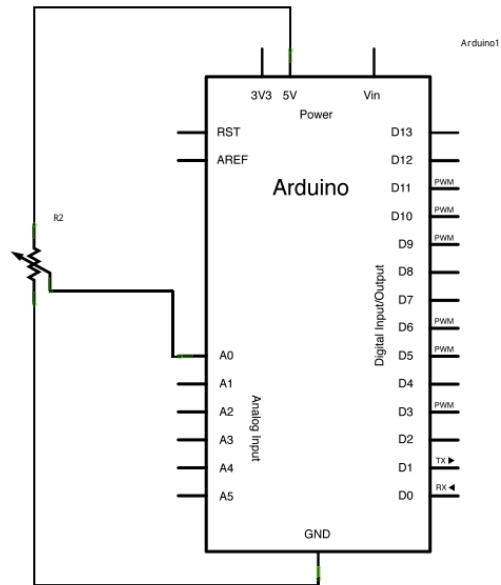 Arduino1
3V3 5V Vin
Power
RST
AREF
Arduino
D13
D12
PWM
D11
PWM
D10
PWM
D9
D8
D7
PWM
D6
PWM
D5
D4
PWM
D3
D2
TX ▶
D1
RX ◀
D0
Digital Input/Output
R2
A0
A1
A2
A3
A4
A5
Analog Input
GND